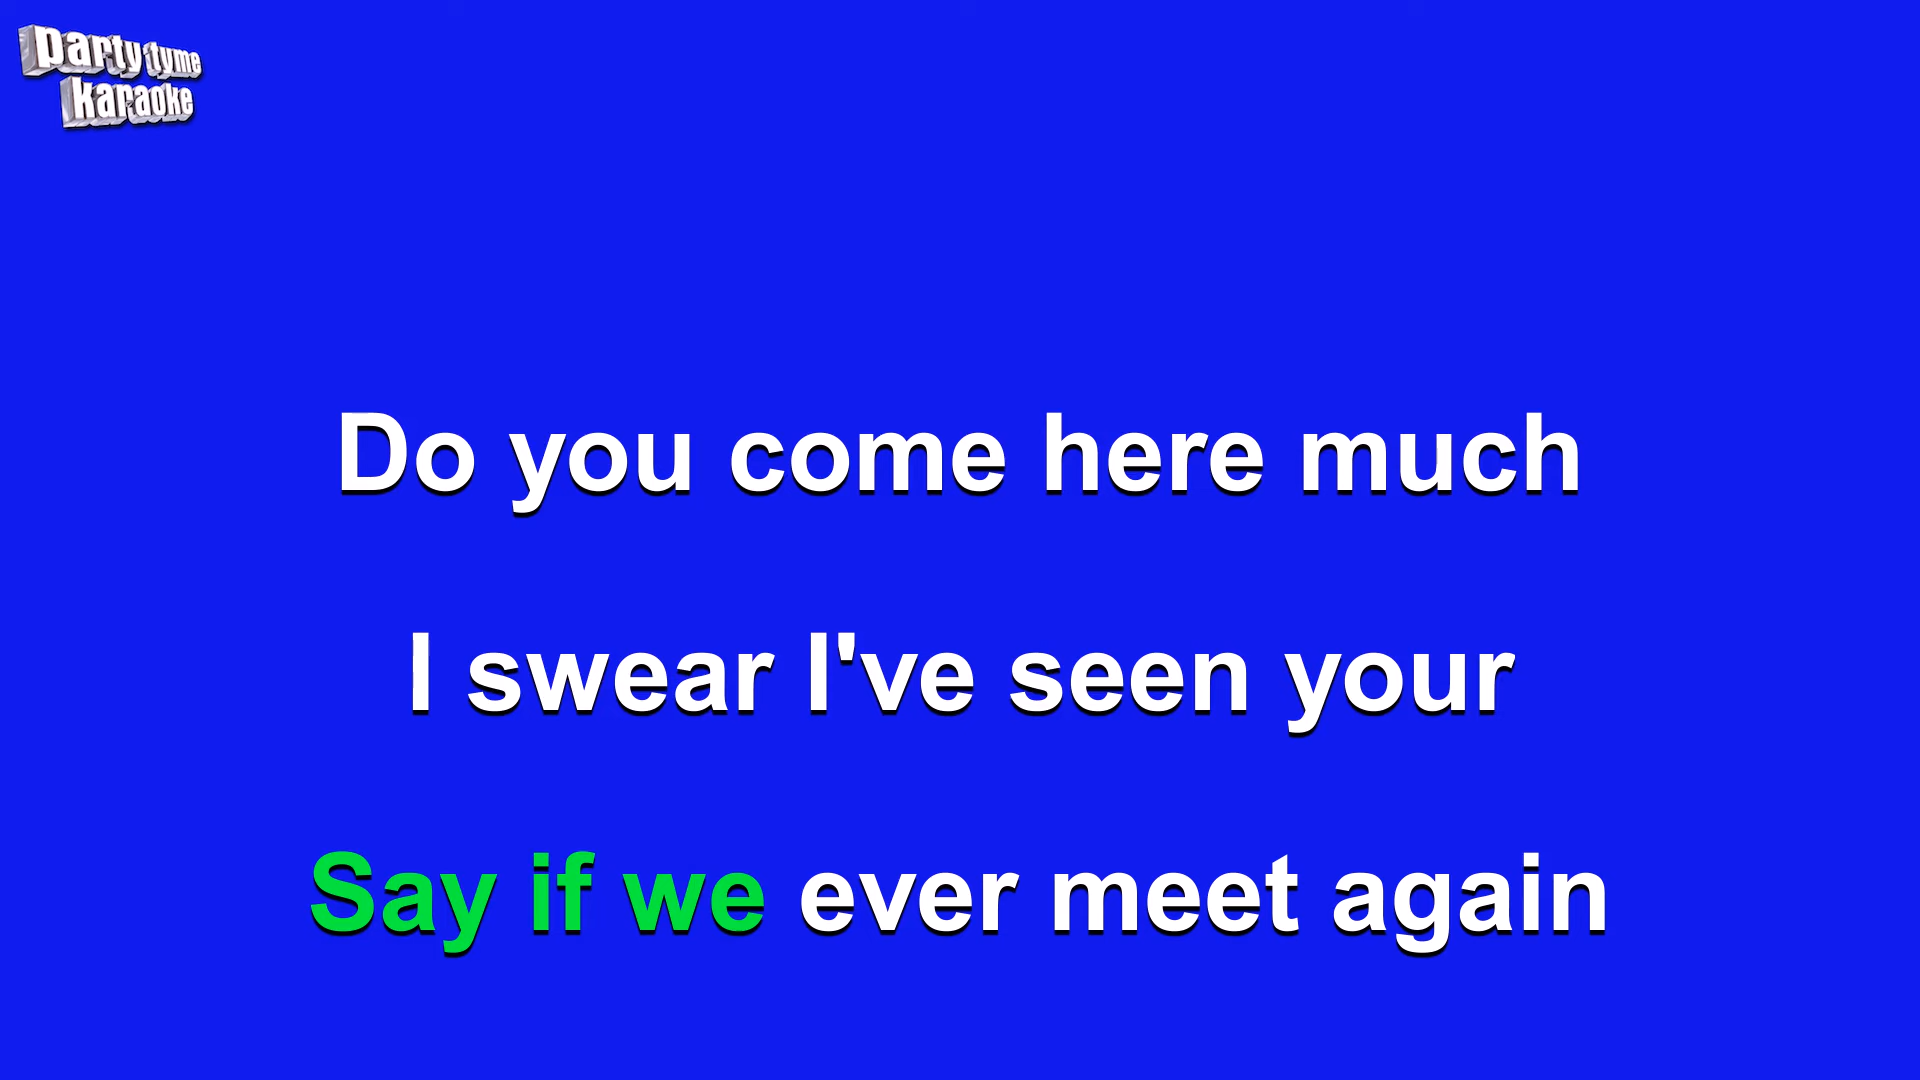 party tyme
karaoke
Do you come here much
I swear I've seen your
Say if we ever meet again